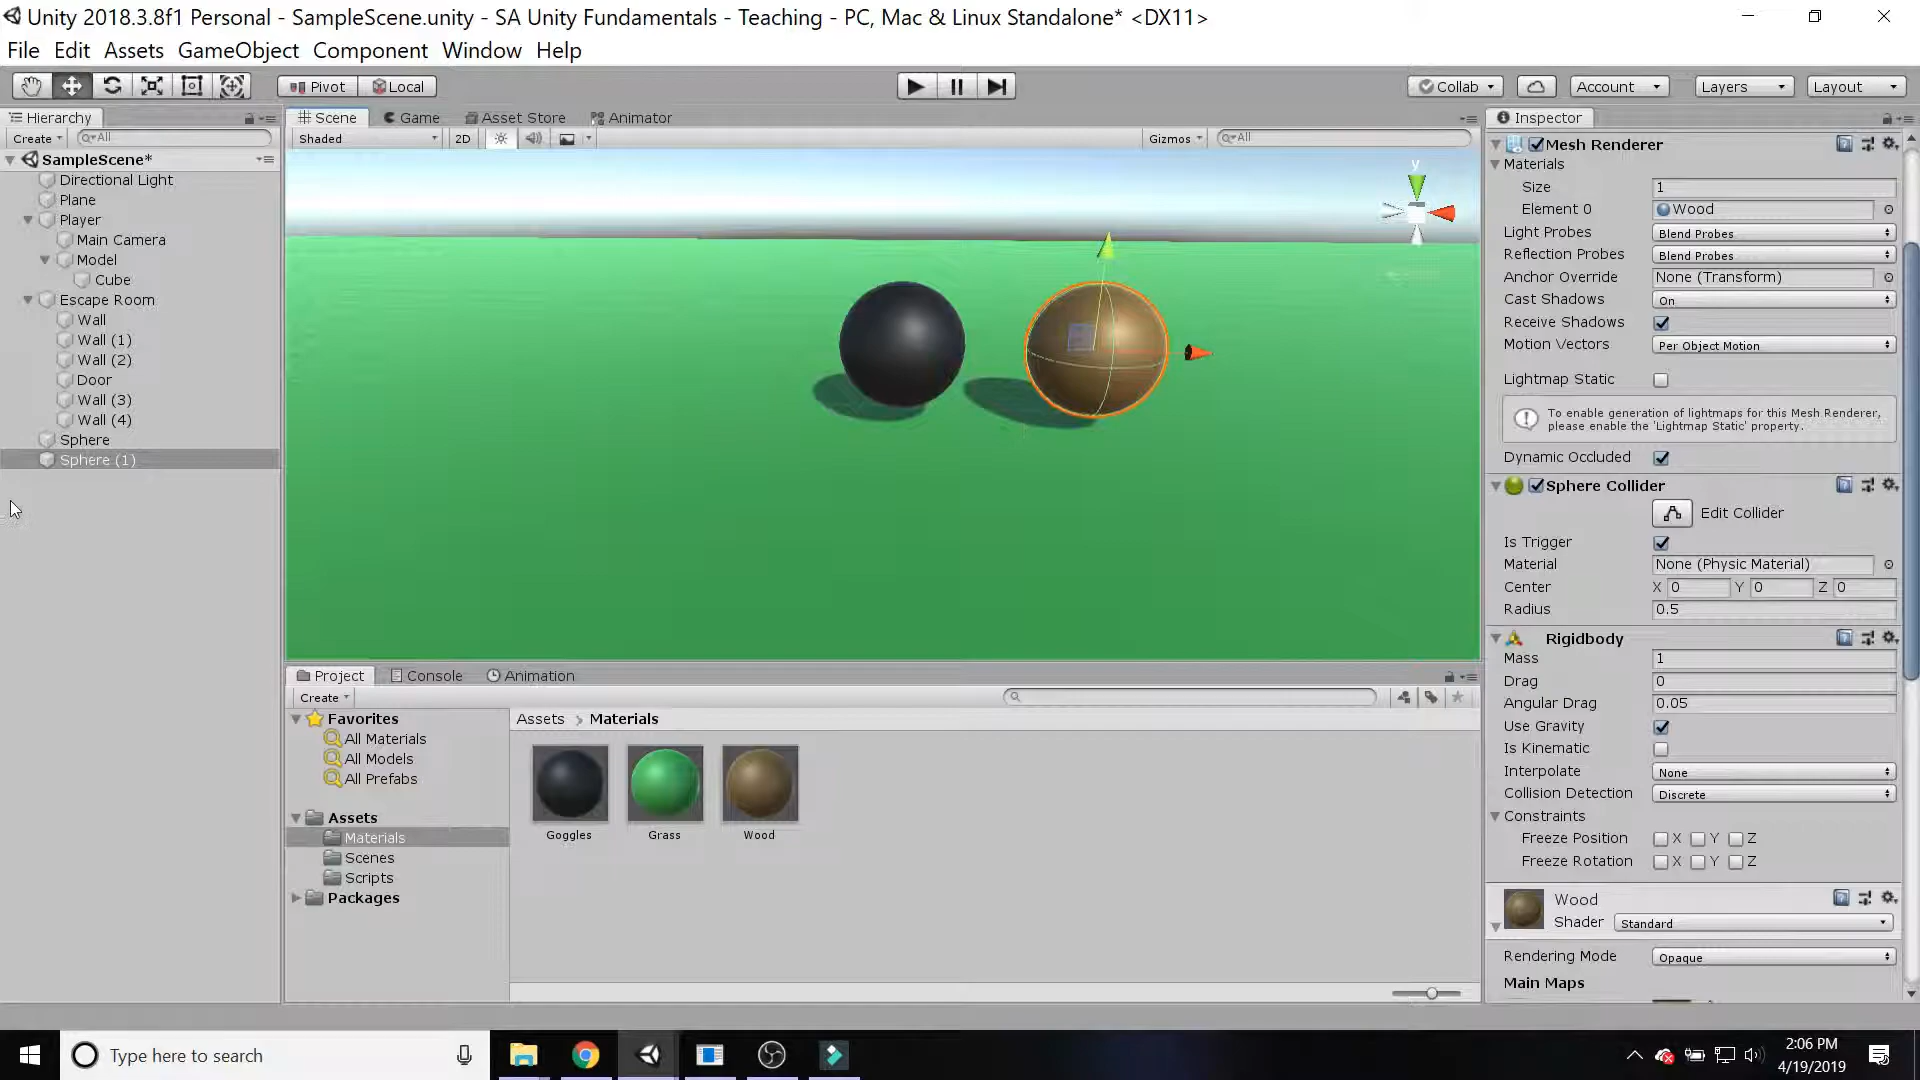 Unity 2018.3.8f1 Personal - SampleScene.unity - SA Unity Fundamentals - Teaching - PC, Mac & Linux Standalone* <DX11>
File Edit Assets GameObject Component Window Help
Pivot Local Collab Account Layers Layout
Hierarchy
Create All
SampleScene*
Directional Light
Plane
Player
Main Camera
Model
Cube
Escape Room
Wall
Wall (1)
Wall (2)
Door
Wall (3)
Wall (4)
Sphere
Sphere (1)
Scene Game Asset Store Animator
Shaded 2D Gizmos All
y
Project Console Animation
Create
Favorites
All Materials
All Models
All Prefabs
Assets
Materials
Scenes
Scripts
Packages
Assets > Materials
Goggles Grass Wood
Inspector
Mesh Renderer
Materials
Size 1
Element 0 Wood
Light Probes Blend Probes
Reflection Probes Blend Probes
Anchor Override None (Transform)
Cast Shadows On
Receive Shadows
Motion Vectors Per Object Motion
Lightmap Static
To enable generation of lightmaps for this Mesh Renderer,
please enable the 'Lightmap Static' property.
Dynamic Occluded
Sphere Collider
Edit Collider
Is Trigger
Material None (Physic Material)
Center X 0 Y 0 Z 0
Radius 0.5
Rigidbody
Mass 1
Drag 0
Angular Drag 0.05
Use Gravity
Is Kinematic
Interpolate None
Collision Detection Discrete
Constraints
Freeze Position X Y Z
Freeze Rotation X Y Z
Wood
Shader Standard
Rendering Mode Opaque
Main Maps
Type here to search
2:06 PM
4/19/2019